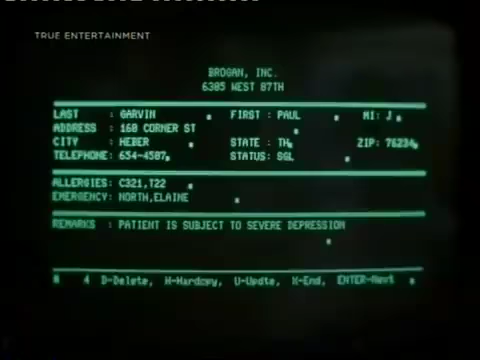 TRUE ENTERTAINMENT
BROGAN, INC.
6305 WEST 87TH
LAST : GARVIN FIRST : PAUL MI: J
ADDRESS : 160 CORNER ST
CITY : HEBER STATE : TN ZIP: 76234
TELEPHONE: 654-4587 STATUS: SGL
ALLERGIES: C321,T22
EMERGENCY: NORTH,ELAINE
REMARKS : PATIENT IS SUBJECT TO SEVERE DEPRESSION
4 D-Delete, H-Hardcopy, U-Updte, X-End, ENTER-Next